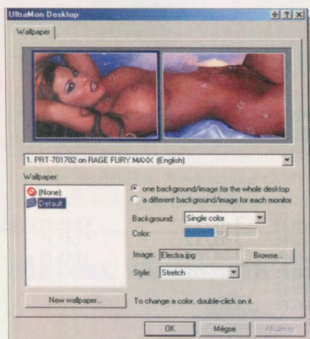 UltraMon Desktop
Wallpaper
1. PRT-701702 on RAGE FURY MAXX (English)
Wallpaper:
(None)
Default
one background/image for the whole desktop
a different background/image for each monitor
Background: Single color
Color:
Image: Electra.jpg Browse...
Style: Stretch
New wallpaper...
To change a color, double-click on it.
OK Mégse Alkalmaz